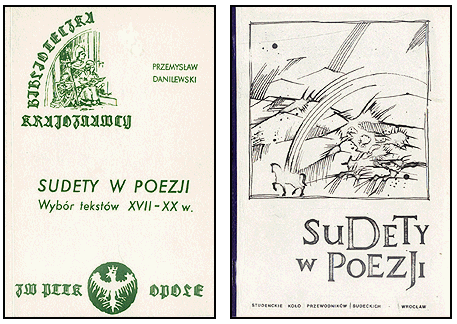 BIBLIOTECZKA
KRAJOZNAWCY
PRZEMYSŁAW
DANILEWSKI
SUDETY W POEZJI
Wybór tekstów XVII-XX w.
ZW PTTK OPOLE
SUDETY
W POEZJI
STUDENCKIE KOŁO PRZEWODNIKÓW SUDECKICH WROCŁAW